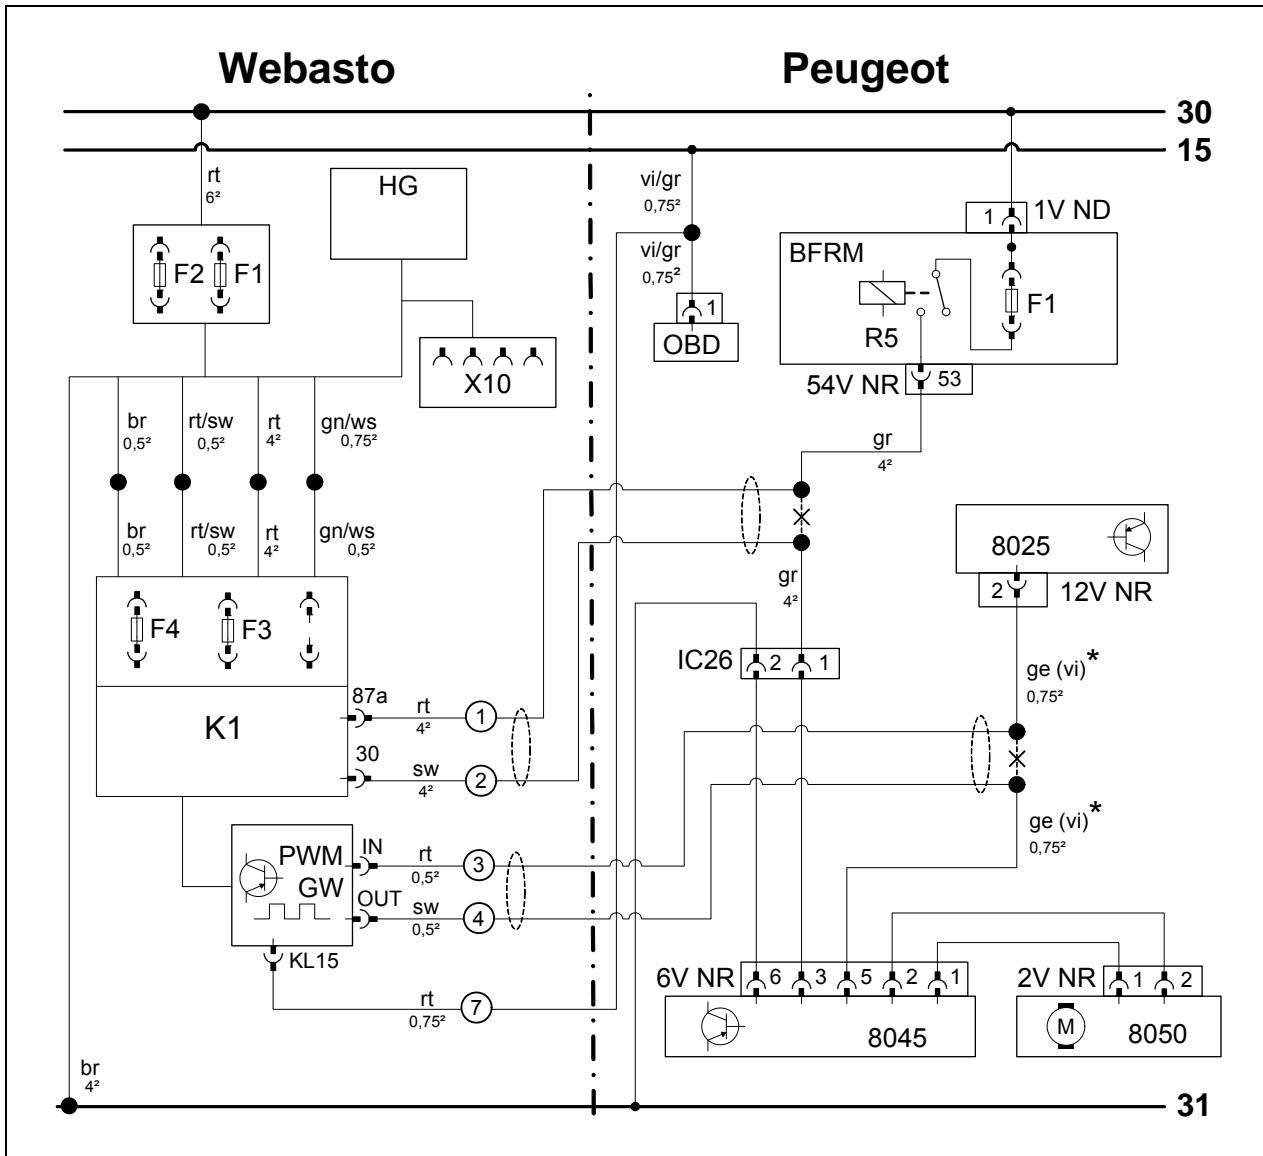 Webasto
Peugeot
30
15
rt
6²
HG
vi/gr
0,75²
vi/gr
0,75²
1
1V ND
BFRM
F2
F1
F1
R5
1
OBD
X10
54V NR
53
br
0,5²
rt/sw
0,5²
rt
4²
gn/ws
0,75²
gr
4²
br
0,5²
rt/sw
0,5²
rt
4²
gn/ws
0,5²
8025
gr
4²
2
12V NR
F4
F3
IC26
2
1
ge (vi)*
0,75²
87a
rt
4²
1
K1
30
sw
4²
2
ge (vi)*
0,75²
PWM
GW
IN
rt
0,5²
3
OUT
sw
0,5²
4
KL15
6V NR
6
3
5
2
1
2V NR
1
2
rt
0,75²
7
M
8045
8050
br
4²
31